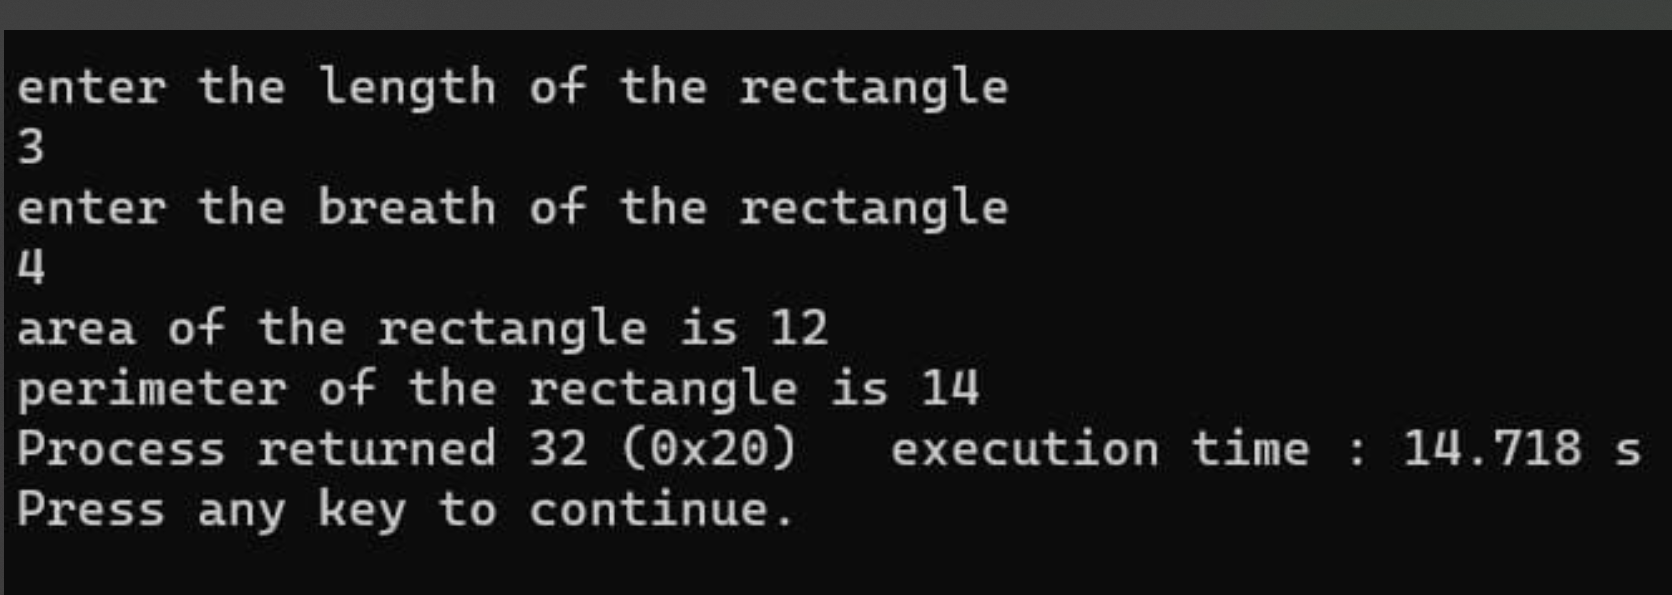 enter the length of the rectangle
3
enter the breath of the rectangle
4
area of the rectangle is 12
perimeter of the rectangle is 14
Process returned 32 (0x20)   execution time : 14.718 s
Press any key to continue.